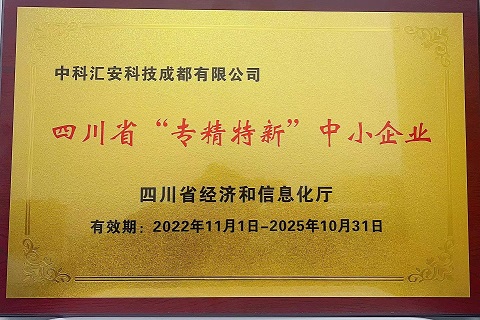 中科汇安科技成都有限公司
四川省“专精特新”中小企业
四川省经济和信息化厅
有效期：2022年11月1日-2025年10月31日